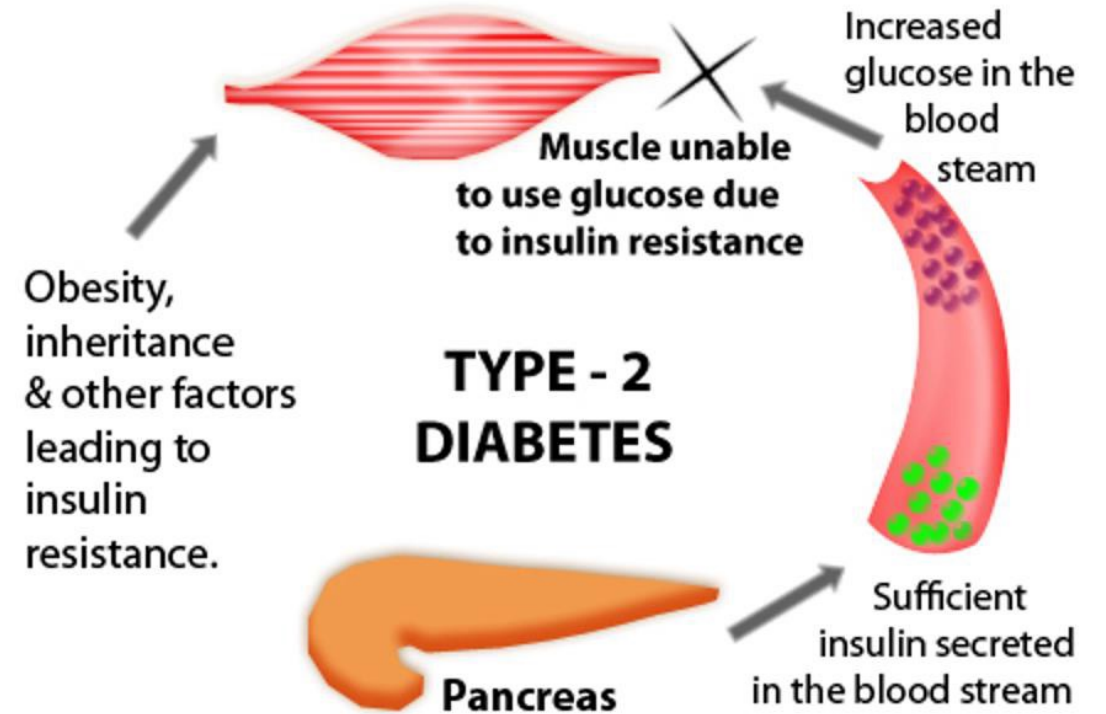 Increased
glucose in the
blood
steam
Muscle unable
to use glucose due
to insulin resistance
Obesity,
inheritance
& other factors
leading to
insulin
resistance.
TYPE - 2
DIABETES
Sufficient
insulin secreted
in the blood stream
Pancreas